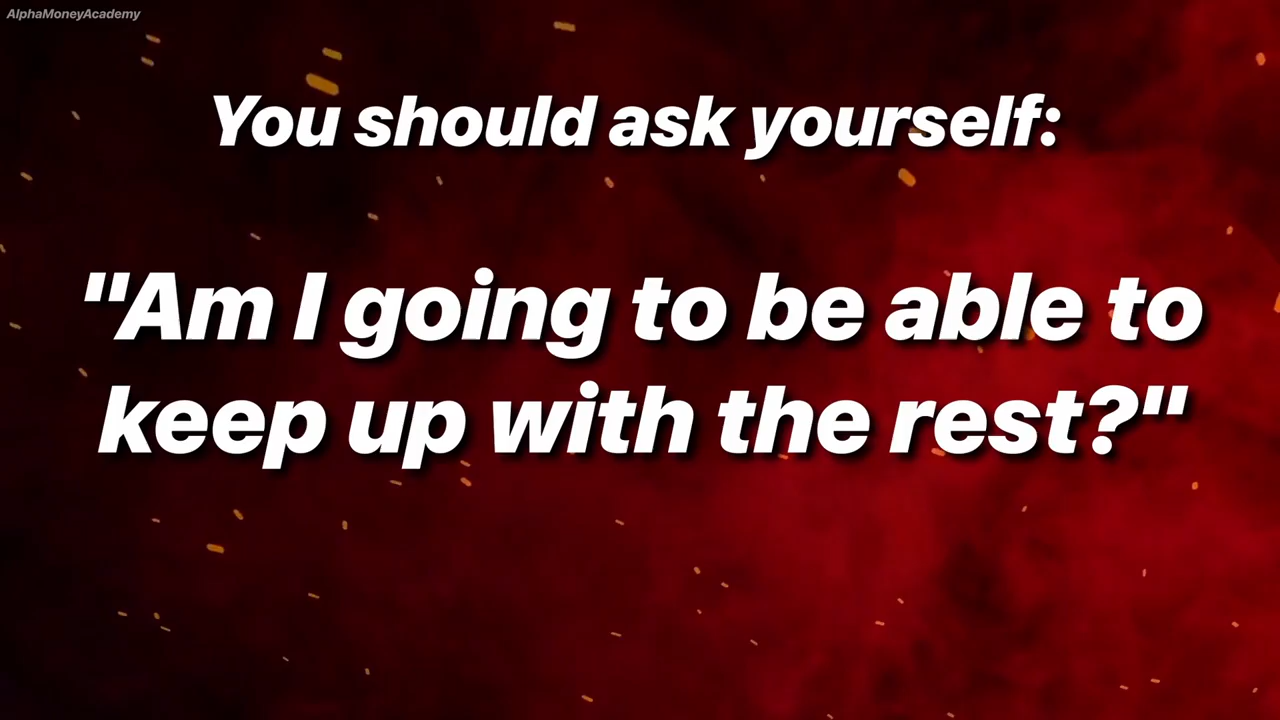 AlphaMoneyAcademy
You should ask yourself:
"Am I going to be able to
keep up with the rest?"